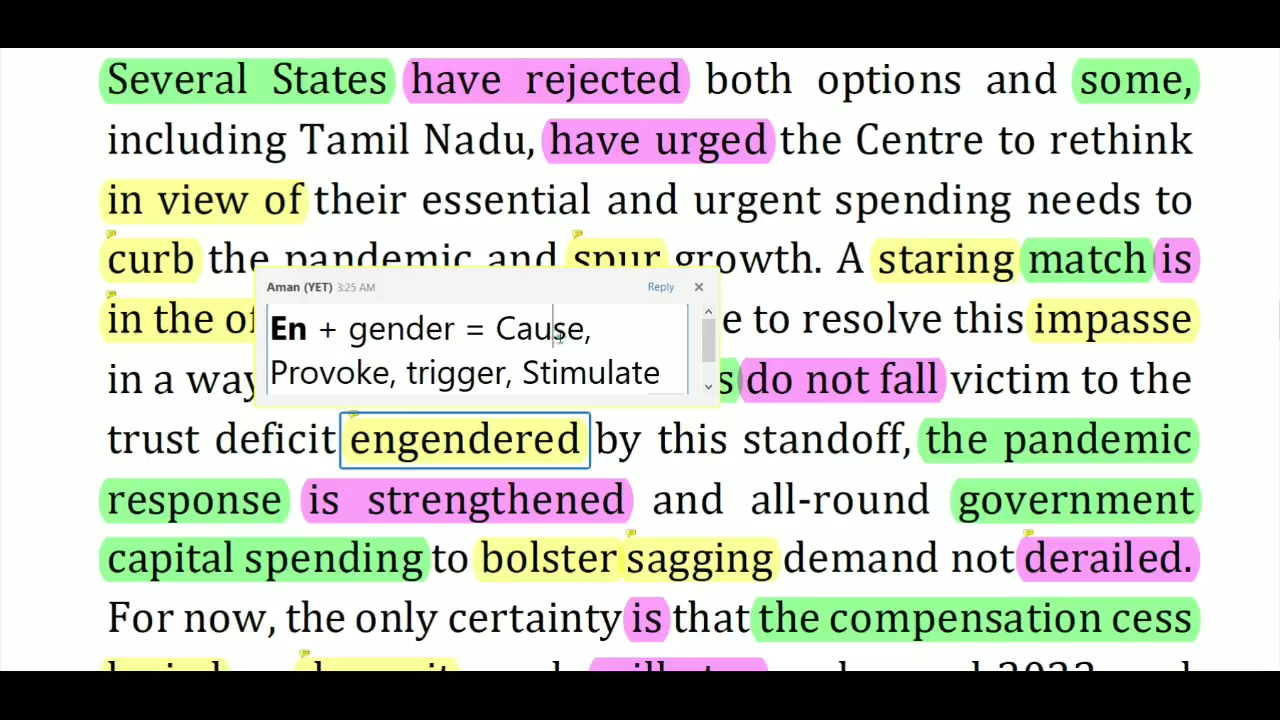 Several States have rejected both options and some,
including Tamil Nadu, have urged the Centre to rethink
in view of their essential and urgent spending needs to
curb the pandemic and spur growth. A staring match is
in the of
e to resolve this impasse
Aman (YET) 3:25 AM Reply
En + gender = Cause,
Provoke, trigger, Stimulate
in a way
s do not fall victim to the
trust deficit engendered by this standoff, the pandemic
response is strengthened and all-round government
capital spending to bolster sagging demand not derailed.
For now, the only certainty is that the compensation cess